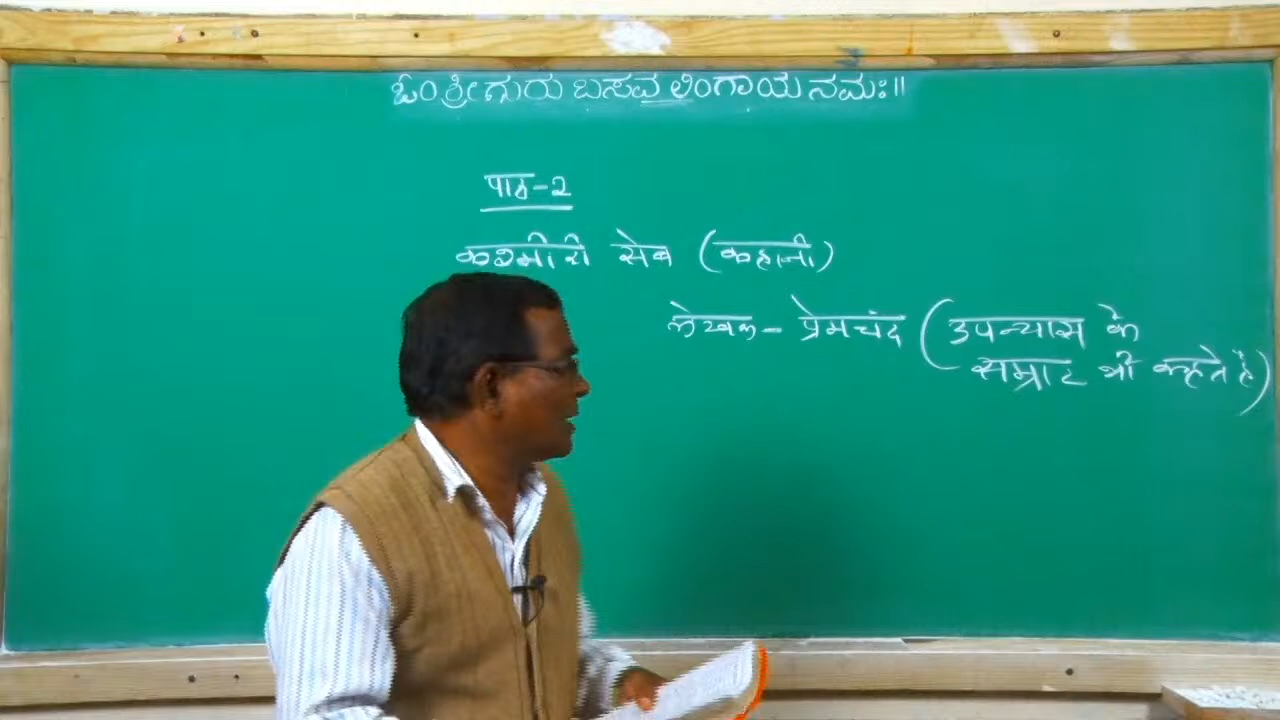 ಓಂ ಶ್ರೀ ಗುರು ಬಸವ ಲಿಂಗಾಯ ನಮಃ॥
पाठ-2
कश्मीरी सेब (कहानी)
लेखक - प्रेमचंद (उपन्यास के
सम्राट भी कहते हैं)